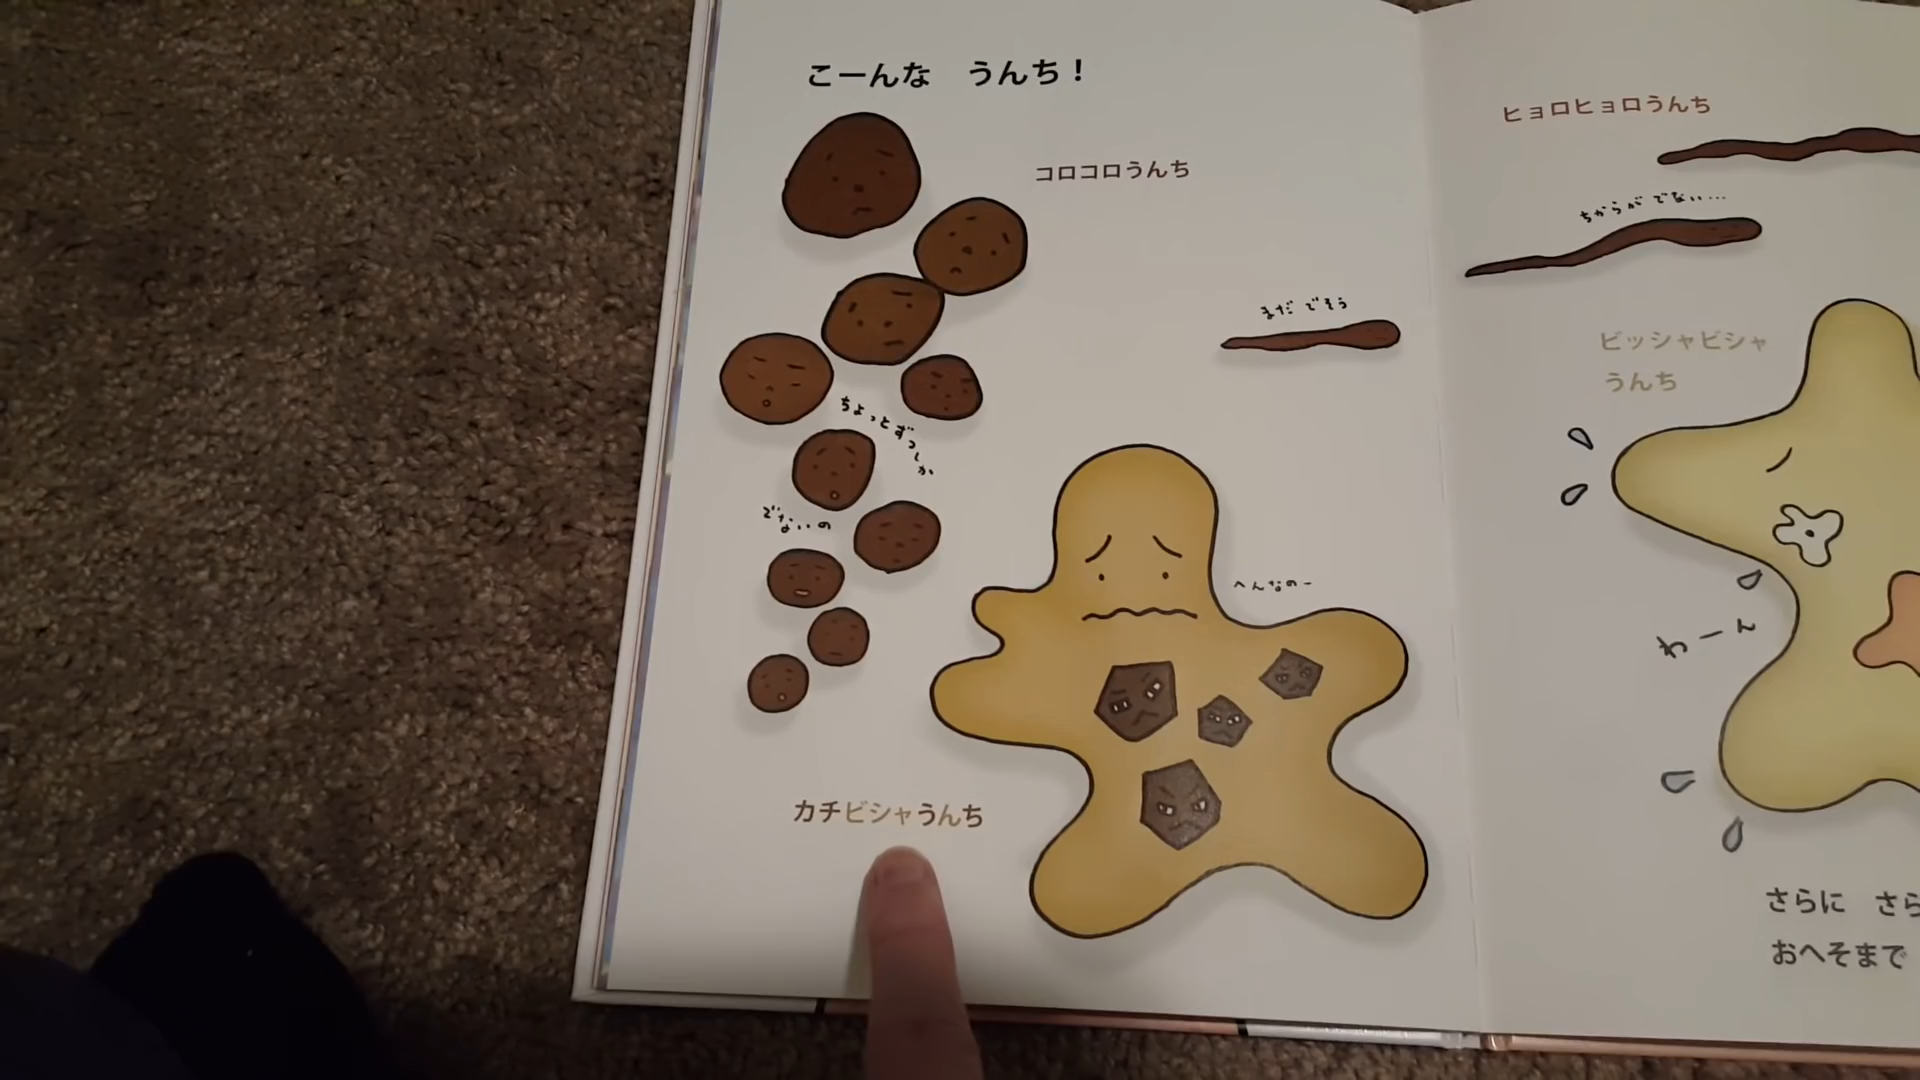 こーんな　うんち！
コロコロうんち
ちょっとずつしか
でないの
まだ でそう
へんなのー
カチビシャうんち
ヒョロヒョロうんち
ちからが でない…
ビッシャビシャ
うんち
わーん
さらに　さら
おへそまで